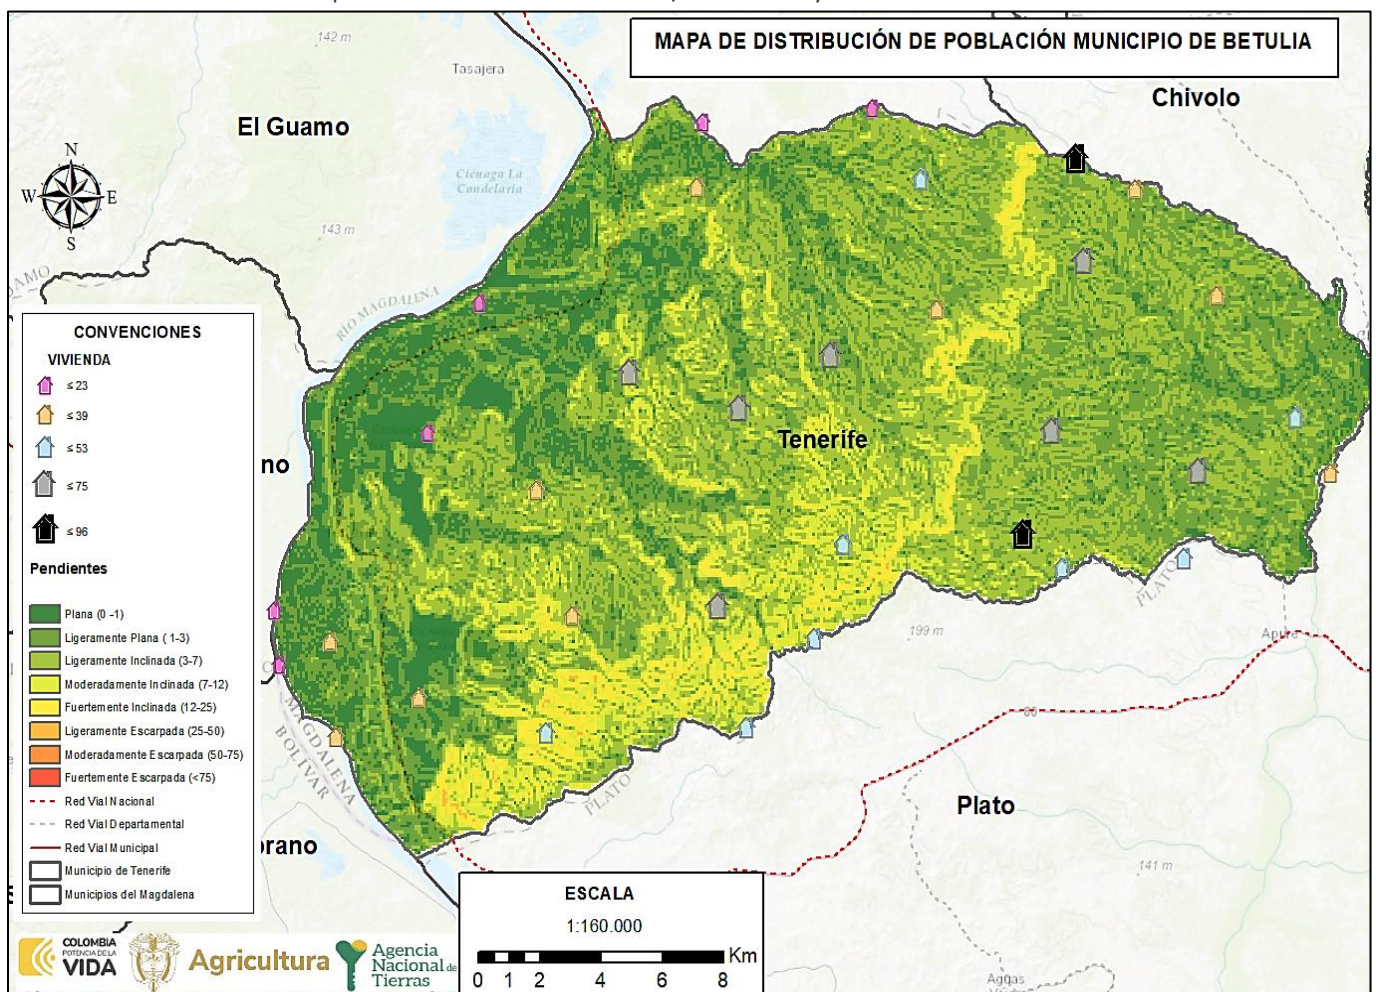 MAPA DE DISTRIBUCIÓN DE POBLACIÓN MUNICIPIO DE BETULIA
142 m
Tasajera
Chivolo
El Guamo
Ciénaga La
Candelaria
N
W
E
S
143 m
RÍO MAGDALENA
CONVENCIONES
VIVIENDA
≤ 23
≤ 39
≤ 53
≤ 75
≤ 96
no
Tenerife
Pendientes
Plana (0 -1)
Ligeramente Plana ( 1-3)
Ligeramente Inclinada (3-7)
Moderadamente Inclinada (7-12)
Fuertemente Inclinada (12-25)
Ligeramente Escarpada (25-50)
Moderadamente Escarpada (50-75)
Fuertemente Escarpada (<75)
Red Vial Nacional
Red Vial Departamental
Red Vial Municipal
Municipio de Tenerife
Municipios del Magdalena
PLATO
199 m
Apure
MAGDALENA
BOLÍVAR
PLATO
80
Plato
141 m
ESCALA
1:160.000
Km
0 1 2 4 6 8
COLOMBIA
POTENCIA DE LA
VIDA
Agricultura
Agencia
Nacional de
Tierras